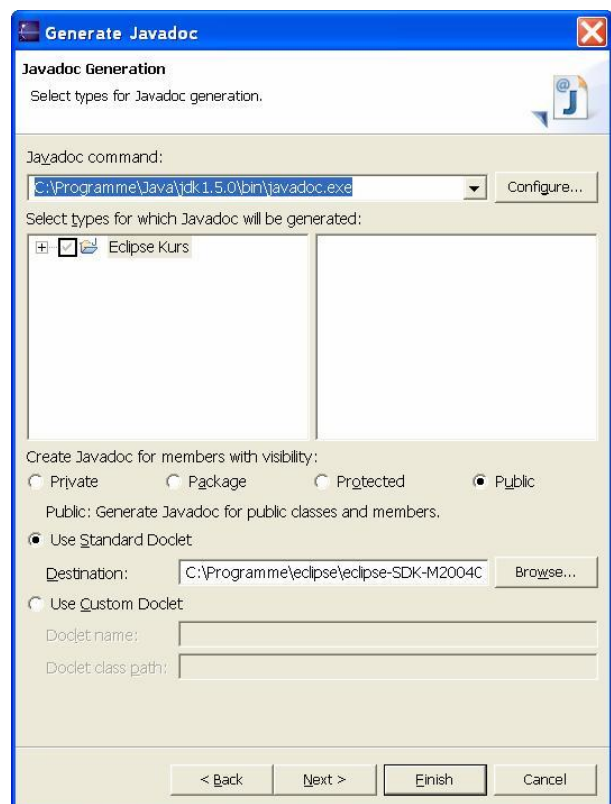 Generate Javadoc
Javadoc Generation
Select types for Javadoc generation.
Javadoc command:
C:\Programme\Java\jdk1.5.0\bin\javadoc.exe Configure...
Select types for which Javadoc will be generated:
Eclipse Kurs
Create Javadoc for members with visibility:
Private Package Protected Public
Public: Generate Javadoc for public classes and members.
Use Standard Doclet
Destination: C:\Programme\eclipse\eclipse-SDK-M2004C Browse...
Use Custom Doclet
Doclet name:
Doclet class path:
< Back Next > Finish Cancel